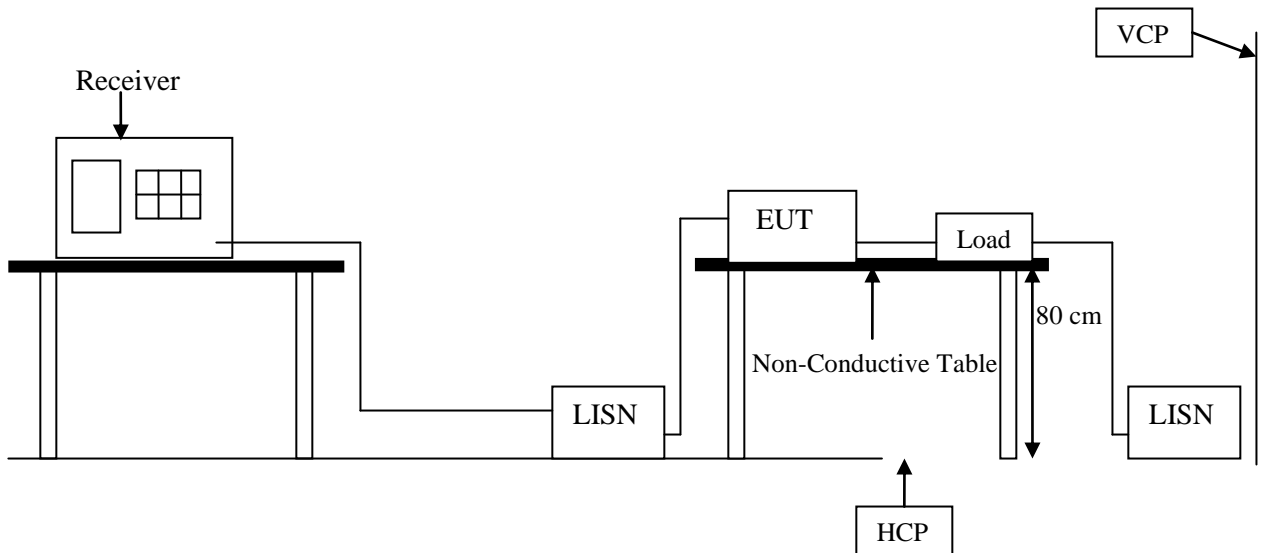 VCP
Receiver
EUT
Load
80 cm
Non-Conductive Table
LISN
LISN
HCP